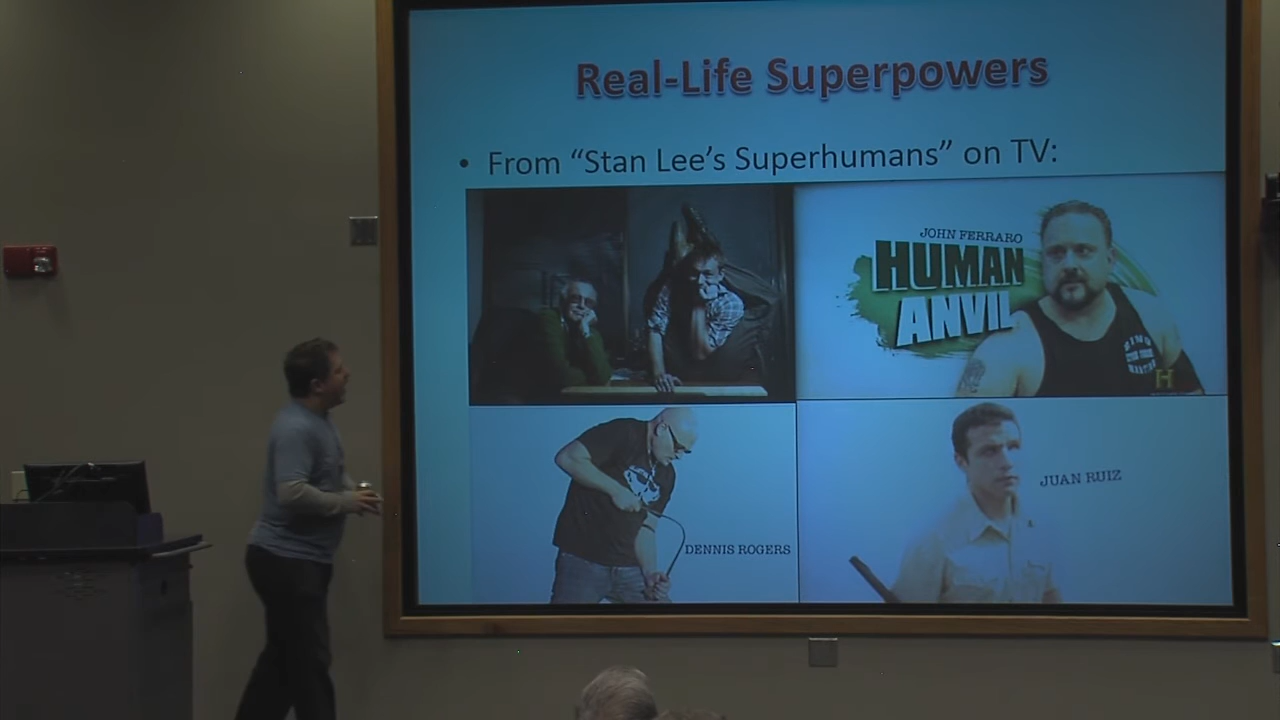 Real-Life Superpowers
• From “Stan Lee’s Superhumans” on TV:
JOHN FERRARO
HUMAN
ANVIL
H
DENNIS ROGERS
JUAN RUIZ